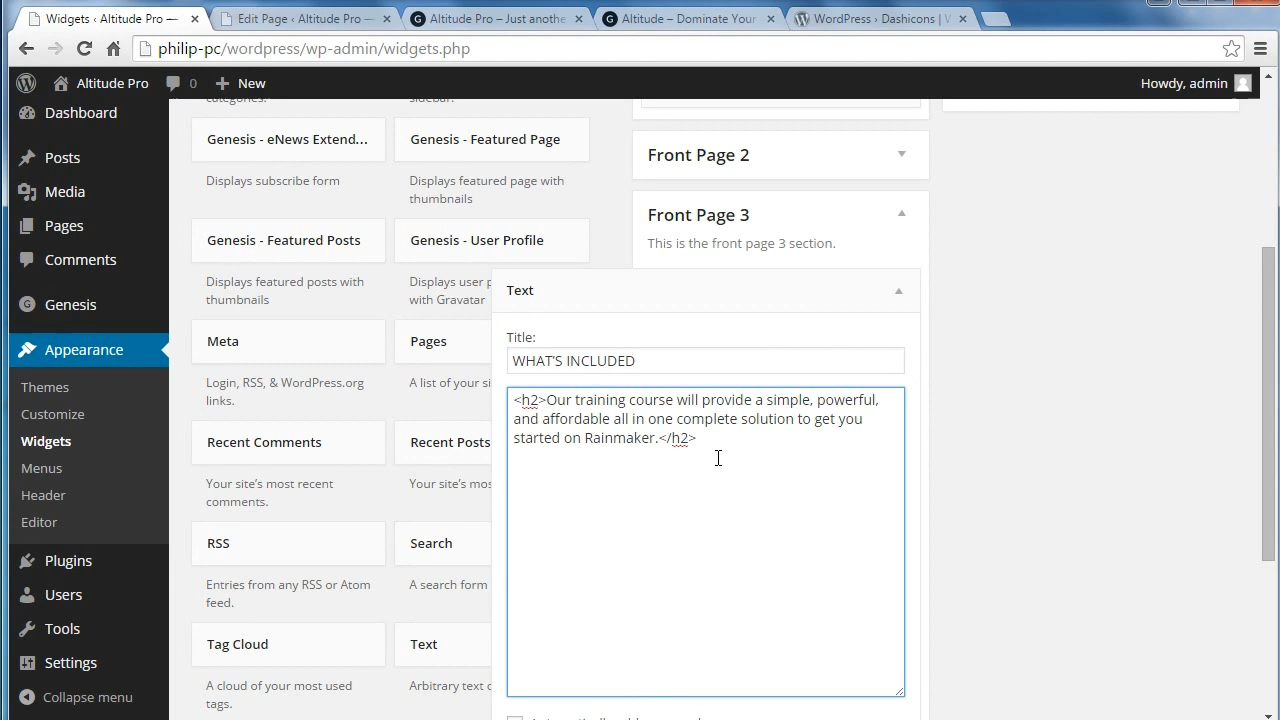 Widgets ‹ Altitude Pro —
Edit Page ‹ Altitude Pro —
Altitude Pro – Just anothe
Altitude – Dominate Your
WordPress › Dashicons | V
philip-pc/wordpress/wp-admin/widgets.php
Altitude Pro
0
New
Howdy, admin
Dashboard
Posts
Media
Pages
Comments
Genesis
Appearance
Themes
Customize
Widgets
Menus
Header
Editor
Plugins
Users
Tools
Settings
Collapse menu
categories.
sidebar.
Genesis - eNews Extend...
Genesis - Featured Page
Displays subscribe form
Displays featured page with
thumbnails
Genesis - Featured Posts
Genesis - User Profile
Displays featured posts with
thumbnails
Displays user p
with Gravatar
Meta
Pages
Login, RSS, & WordPress.org
links.
A list of your si
Recent Comments
Recent Posts
Your site's most recent
comments.
Your site's mos
RSS
Search
Entries from any RSS or Atom
feed.
A search form
Tag Cloud
Text
A cloud of your most used
tags.
Arbitrary text o
Front Page 2
Front Page 3
This is the front page 3 section.
Text
Title:
WHAT'S INCLUDED
<h2>Our training course will provide a simple, powerful,
and affordable all in one complete solution to get you
started on Rainmaker.</h2>